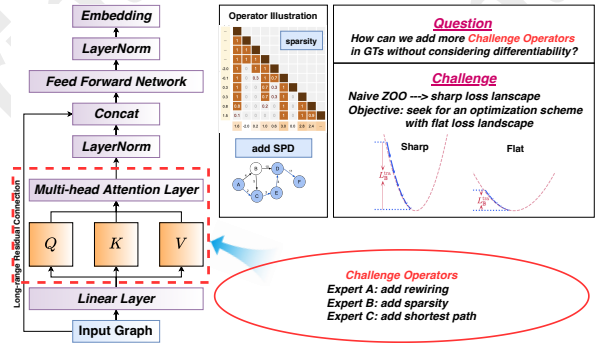 Embedding
LayerNorm
Feed Forward Network
Concat
LayerNorm
Multi-head Attention Layer
Q K V
Linear Layer
Input Graph
Long-range Residual Connection
Operator Illustration
sparsity
add SPD
A
B
C
D
E
F
Question
How can we add more Challenge Operators
in GTs without considering differentiability?
Challenge
Naive ZOO ---> sharp loss lanscape
Objective: seek for an optimization scheme
with flat loss landscape
Sharp
Flat
Challenge Operators
Expert A: add rewiring
Expert B: add sparsity
Expert C: add shortest path